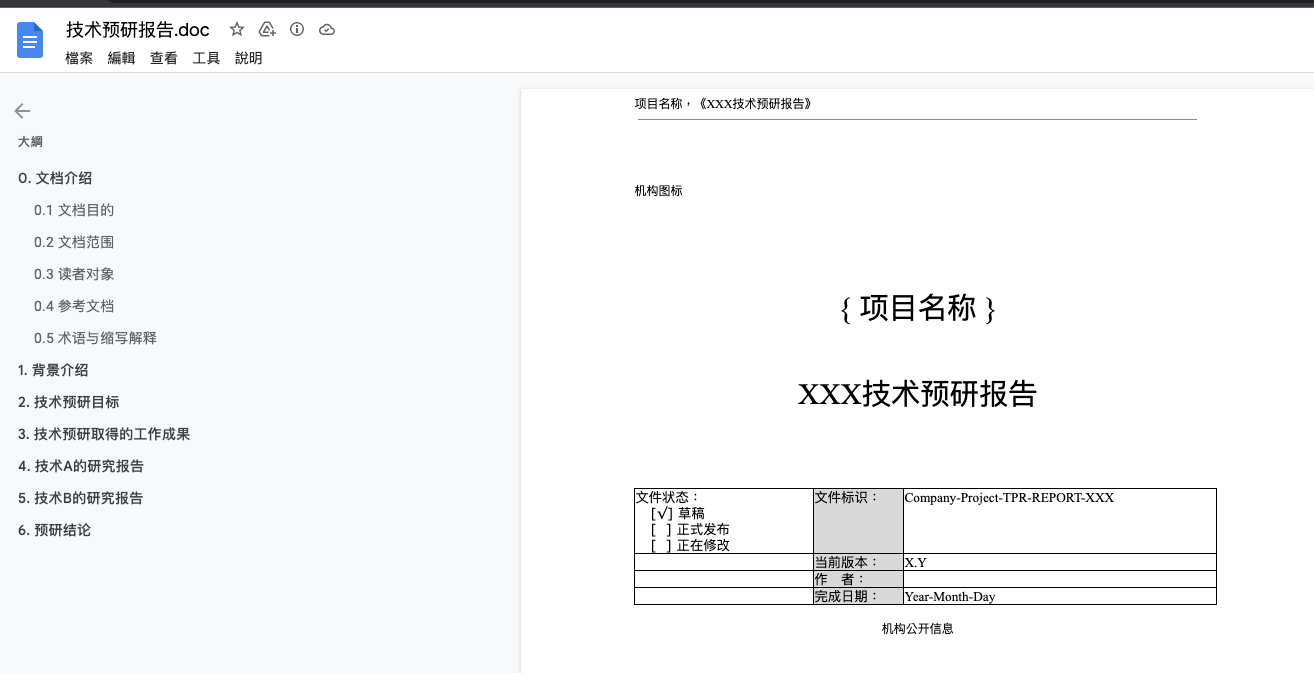 技术预研报告.doc
檔案 編輯 查看 工具 說明
大綱
0. 文档介绍
0.1 文档目的
0.2 文档范围
0.3 读者对象
0.4 参考文档
0.5 术语与缩写解释
1. 背景介绍
2. 技术预研目标
3. 技术预研取得的工作成果
4. 技术A的研究报告
5. 技术B的研究报告
6. 预研结论
项目名称，《XXX技术预研报告》
机构图标
{ 项目名称 }
XXX技术预研报告
文件状态： 文件标识： Company-Project-TPR-REPORT-XXX
[√] 草稿
[ ] 正式发布
[ ] 正在修改
当前版本： X.Y
作 者：
完成日期： Year-Month-Day
机构公开信息